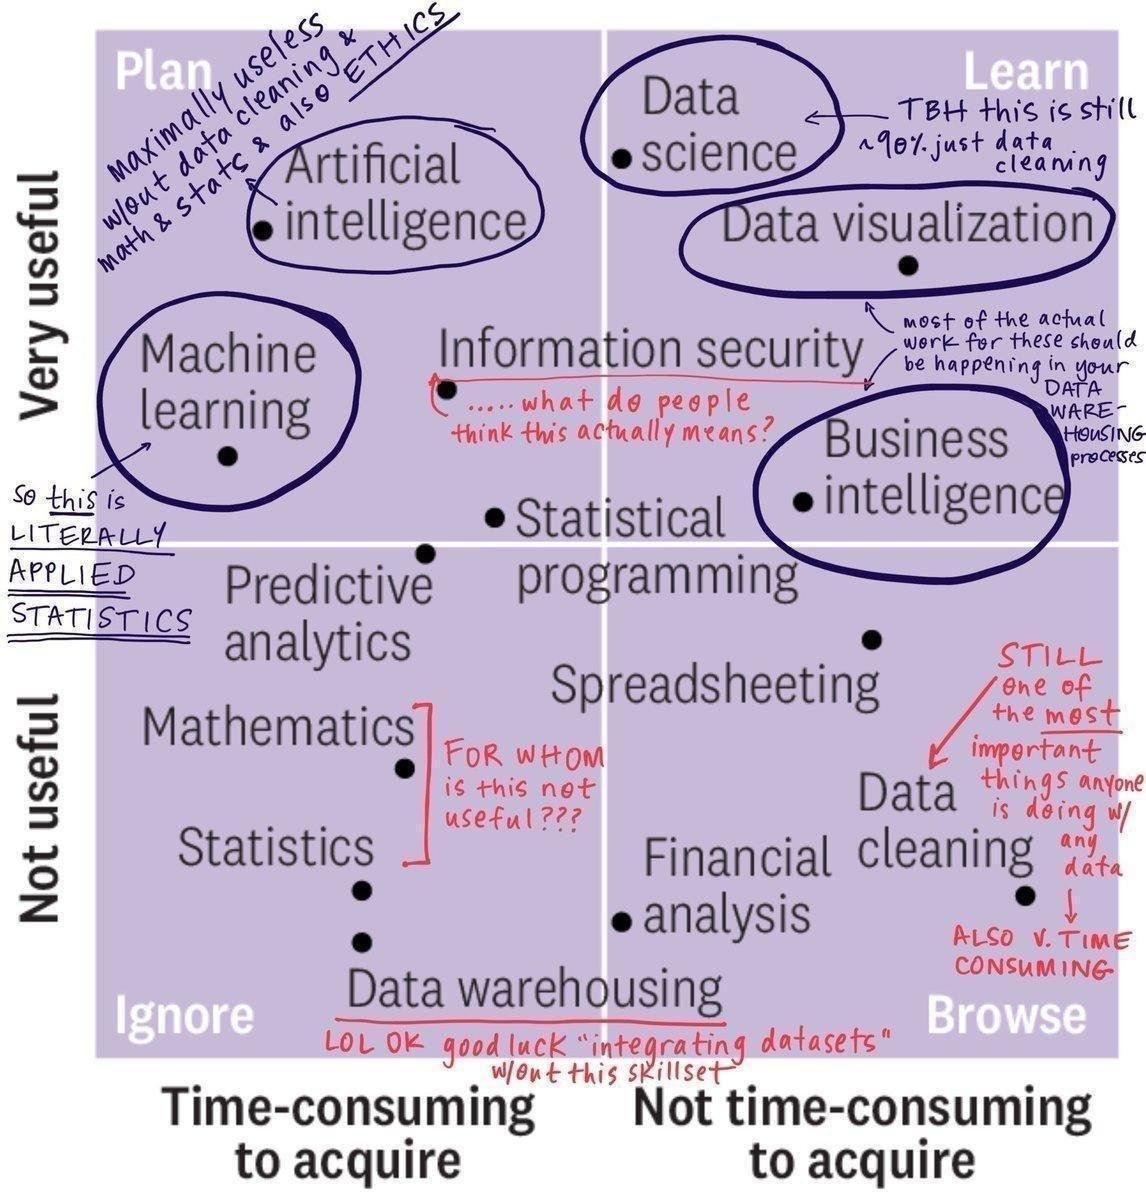 Plan
Learn
maximally useless
w/out data cleaning &
math & stats & also ETHICS
Data
science
TBH this is still
~90% just data
cleaning
Artificial
intelligence
Data visualization
most of the actual
work for these should
be happening in your
DATA
WARE-
HOUSING
processes
Machine
learning
Information security
.....what do people
think this actually means?
Business
intelligence
so this is
LITERALLY
APPLIED
STATISTICS
Statistical
programming
Predictive
analytics
Spreadsheeting
STILL
one of
the most
important
things anyone
is doing w/
any
data
ALSO V. TIME
CONSUMING
Mathematics
FOR WHOM
is this not
useful???
Statistics
Data
cleaning
Financial
analysis
Data warehousing
LOL OK good luck "integrating datasets"
w/out this skillset
Ignore
Browse
Very useful
Not useful
Time-consuming
to acquire
Not time-consuming
to acquire